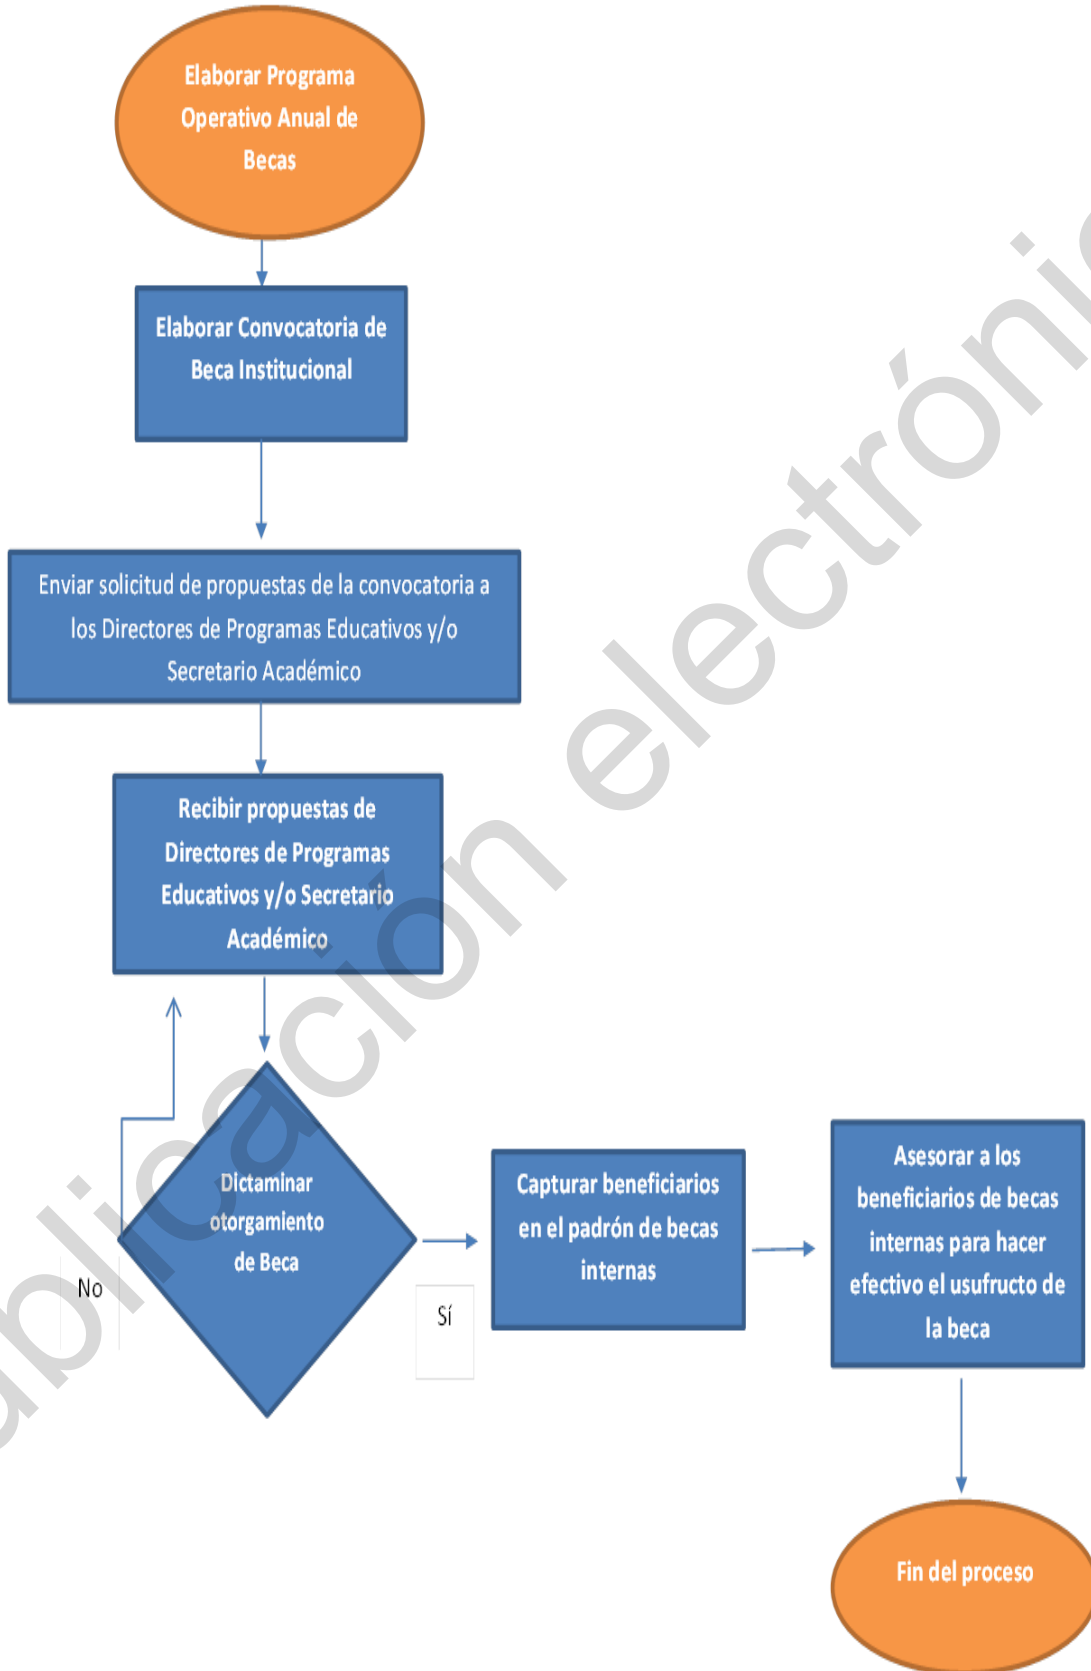 Elaborar Programa
Operativo Anual de
Becas
Elaborar Convocatoria de
Beca Institucional
Enviar solicitud de propuestas de la convocatoria a
los Directores de Programas Educativos y/o
Secretario Académico
Recibir propuestas de
Directores de Programas
Educativos y/o Secretario
Académico
Dictaminar
otorgamiento
de Beca
No
Sí
Capturar beneficiarios
en el padrón de becas
internas
Asesorar a los
beneficiarios de becas
internas para hacer
efectivo el usufructo de
la beca
Fin del proceso
electrónic